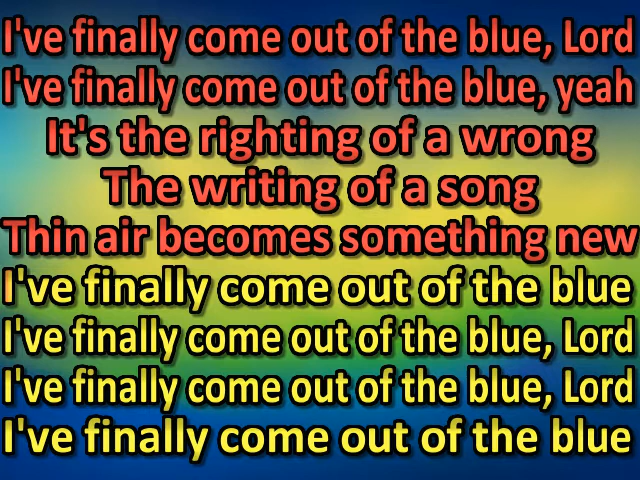 I've finally come out of the blue, Lord
I've finally come out of the blue, yeah
It's the righting of a wrong
The writing of a song
Thin air becomes something new
I've finally come out of the blue
I've finally come out of the blue, Lord
I've finally come out of the blue, Lord
I've finally come out of the blue